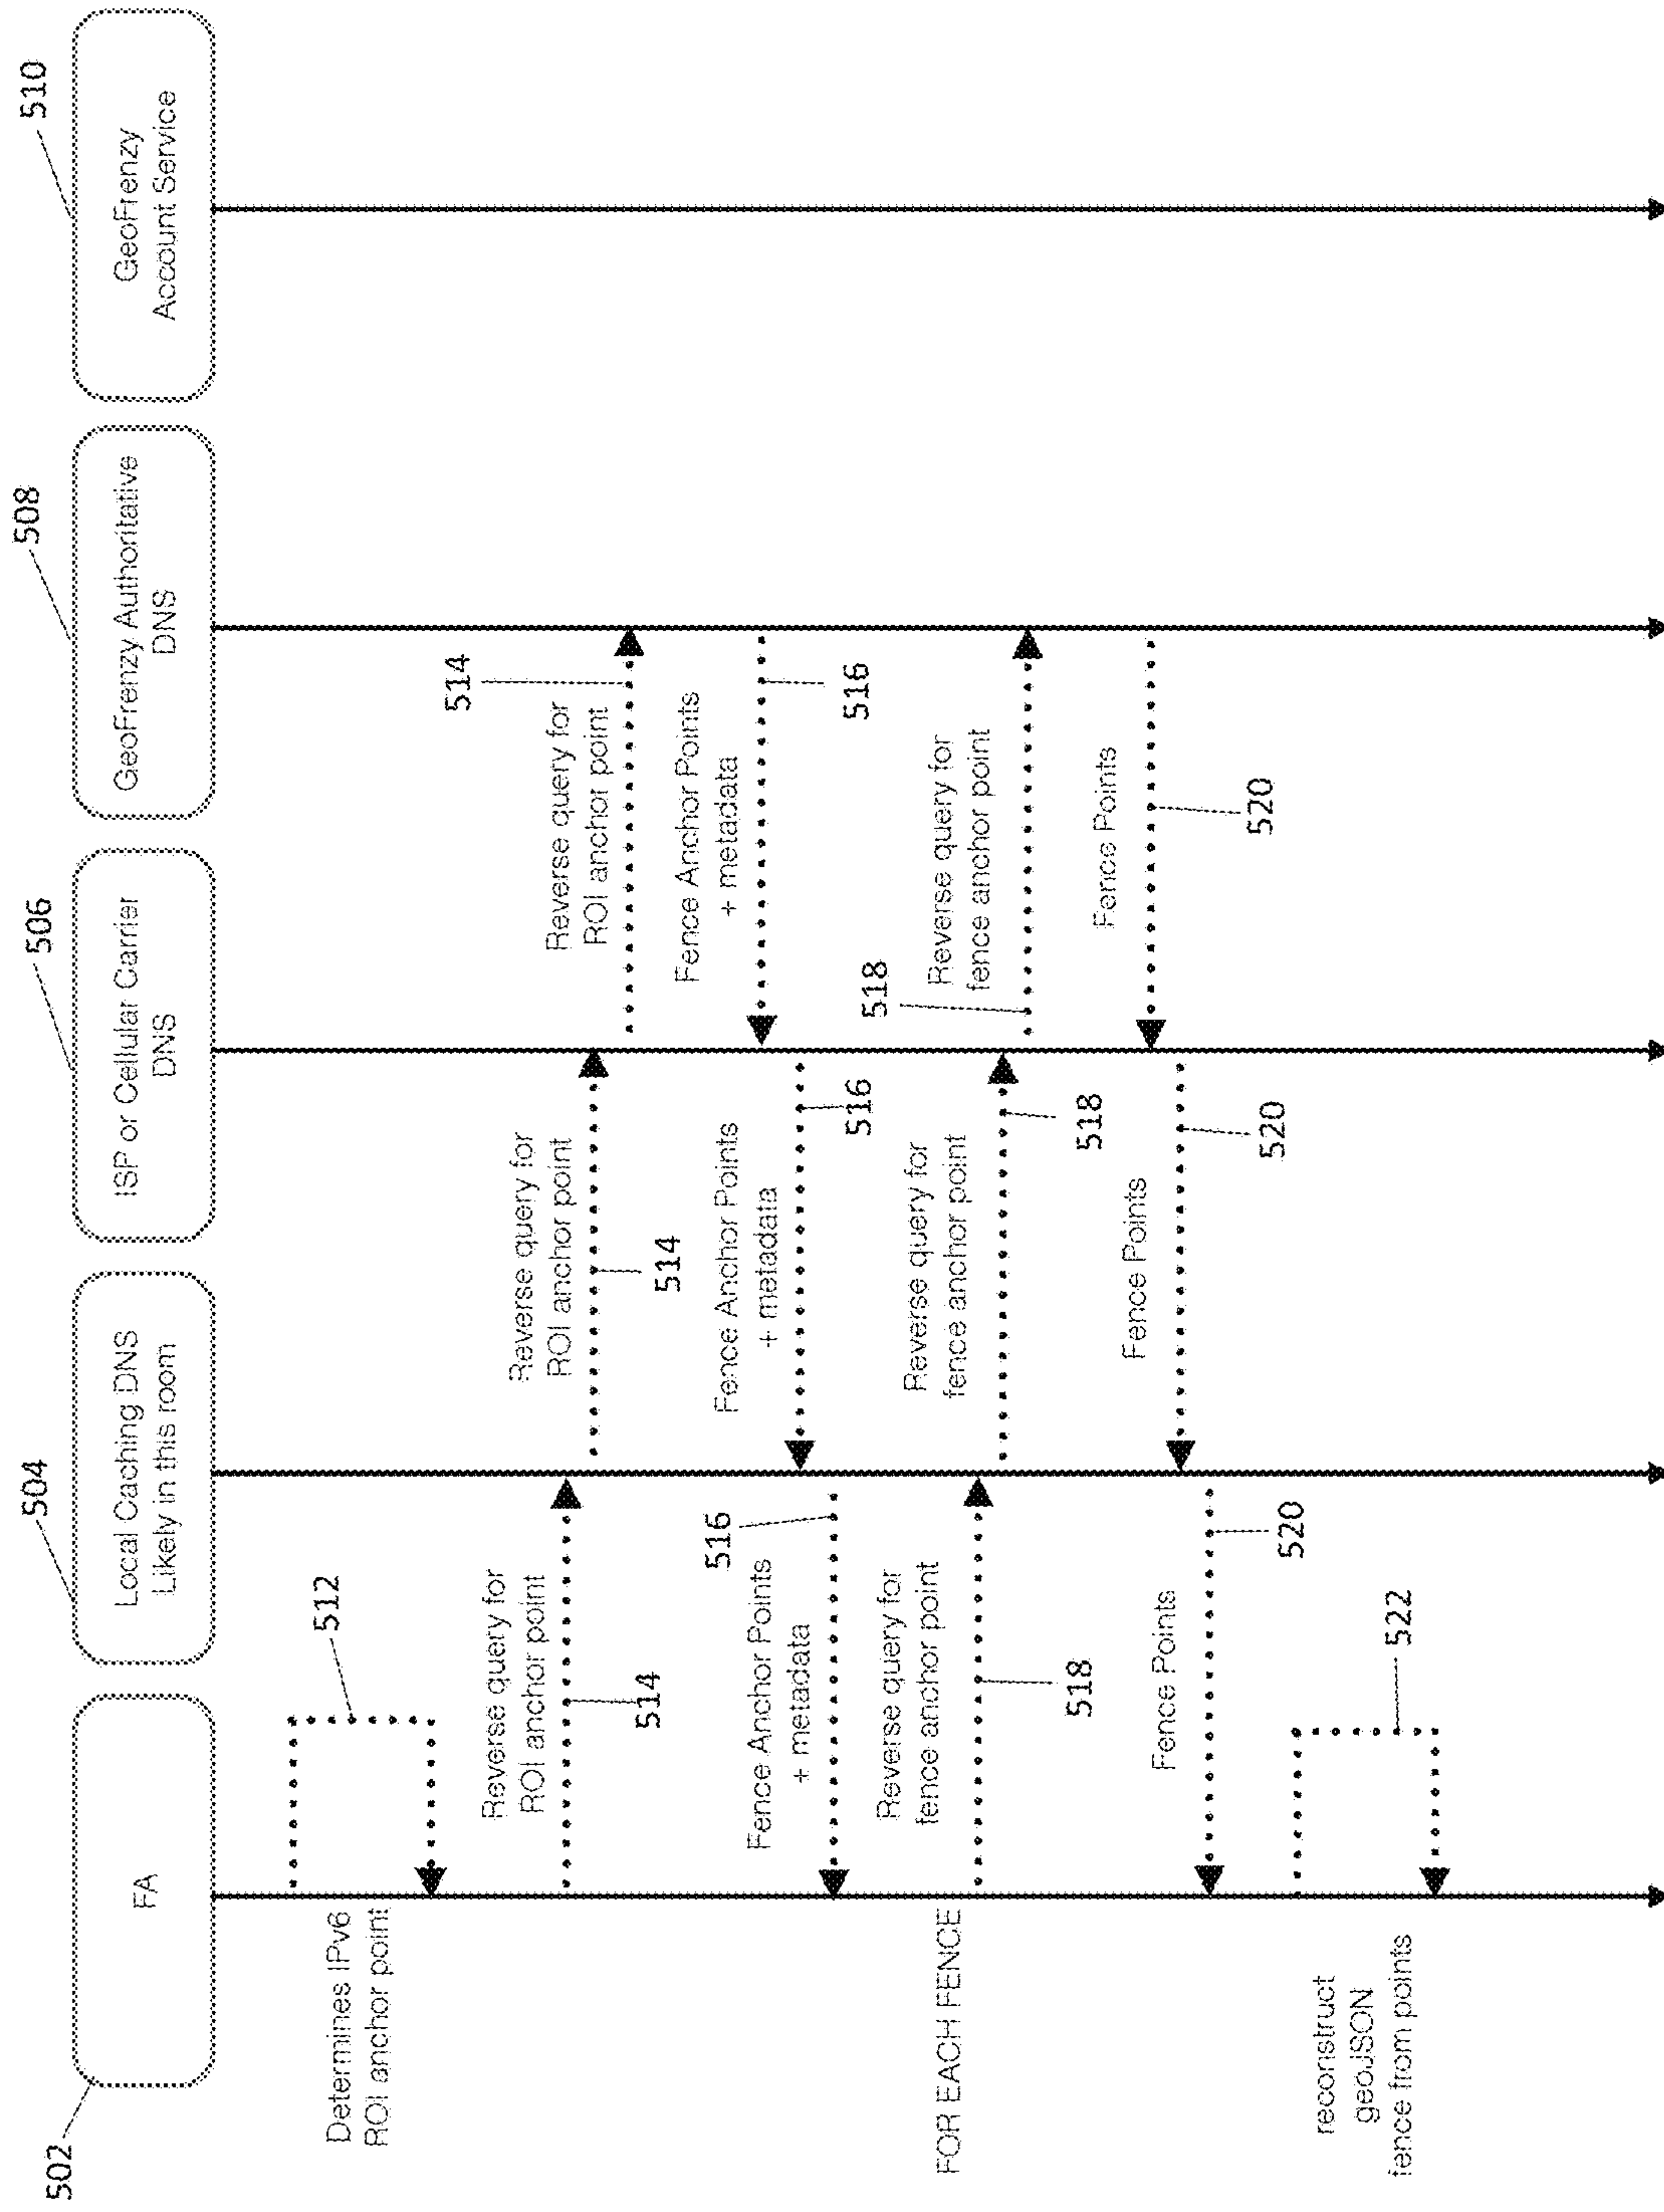 502
FA
504
Local Caching DNS
Likely in this room
506
ISP or Cellular Carrier
DNS
508
GeoFrenzy Authoritative
DNS
510
GeoFrenzy
Account Service
Determines IPv6
ROI anchor point
512
Reverse query for
ROI anchor point
514
Reverse query for
ROI anchor point
514
Reverse query for
ROI anchor point
514
Fence Anchor Points
+ metadata
516
Fence Anchor Points
+ metadata
516
Fence Anchor Points
+ metadata
516
FOR EACH FENCE
Reverse query for
fence anchor point
518
Reverse query for
fence anchor point
518
Reverse query for
fence anchor point
518
Fence Points
520
Fence Points
520
Fence Points
520
reconstruct
geoJSON
fence from points
522